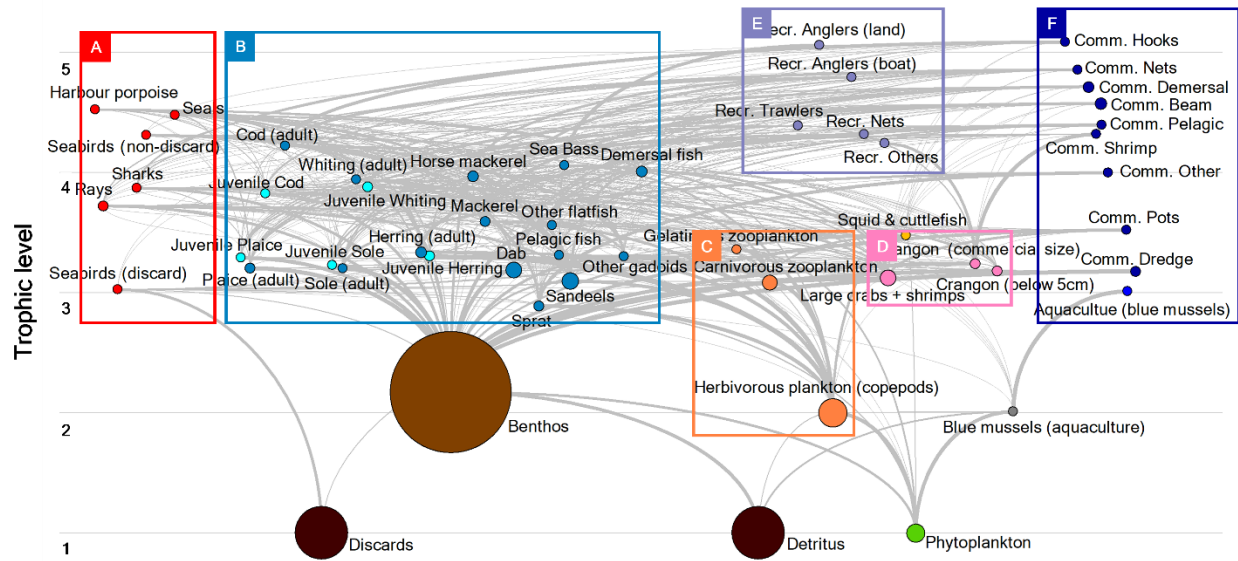 A
B
E
F
Recr. Anglers (land)
Comm. Hooks
5
Recr. Anglers (boat)
Comm. Nets
Harbour porpoise
Seals
Comm. Demersal
Comm. Beam
Recr. Trawlers
Recr. Nets
Comm. Pelagic
Seabirds (non-discard)
Cod (adult)
Sea Bass
Demersal fish
Recr. Others
Comm. Shrimp
Whiting (adult)
Horse mackerel
Sharks
Comm. Other
4
Rays
Juvenile Cod
Juvenile Whiting
Mackerel
Other flatfish
Squid & cuttlefish
Comm. Pots
Juvenile Plaice
Juvenile Sole
Herring (adult)
Pelagic fish
Gelatinous zooplankton
C
D
Crangon (commercial size)
Seabirds (discard)
Plaice (adult)
Sole (adult)
Juvenile Herring
Dab
Other gadoids
Carnivorous zooplankton
Comm. Dredge
Crangon (below 5cm)
Large crabs + shrimps
Sandeels
Sprat
Aquacultue (blue mussels)
3
Trophic level
Herbivorous plankton (copepods)
2
Benthos
Blue mussels (aquaculture)
1
Discards
Detritus
Phytoplankton